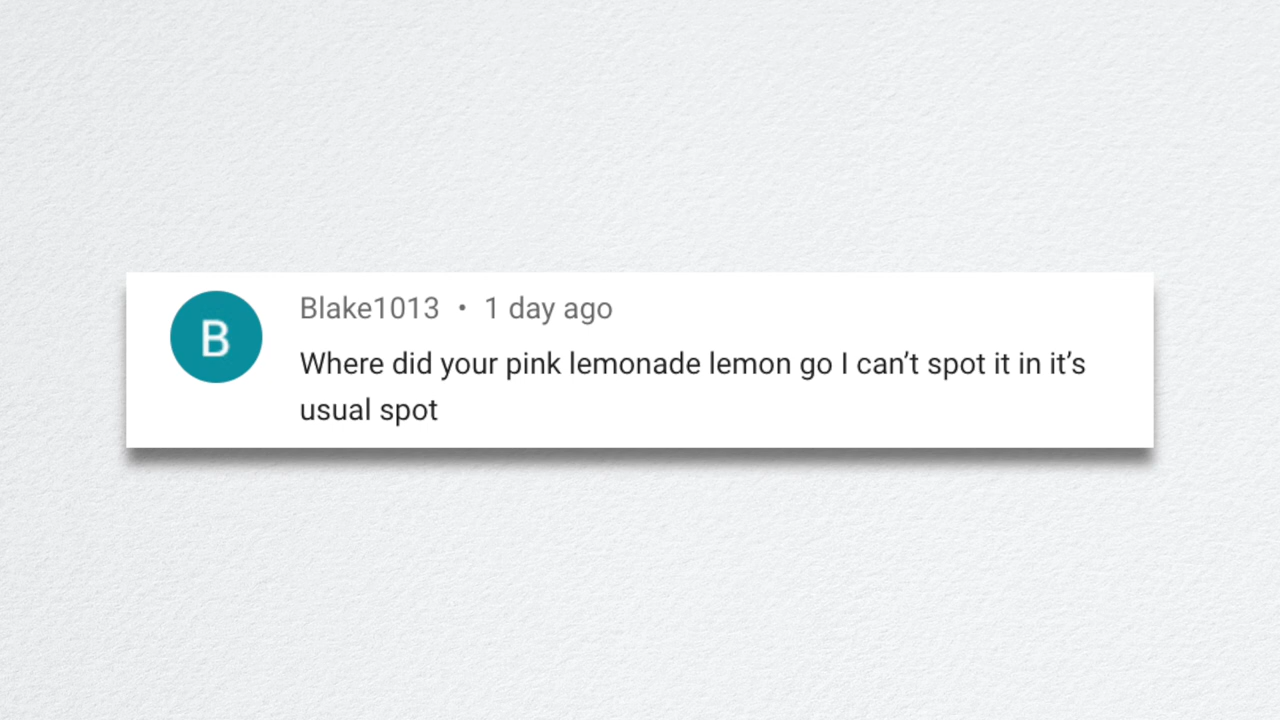 B
Blake1013 • 1 day ago
Where did your pink lemonade lemon go I can’t spot it in it’s
usual spot